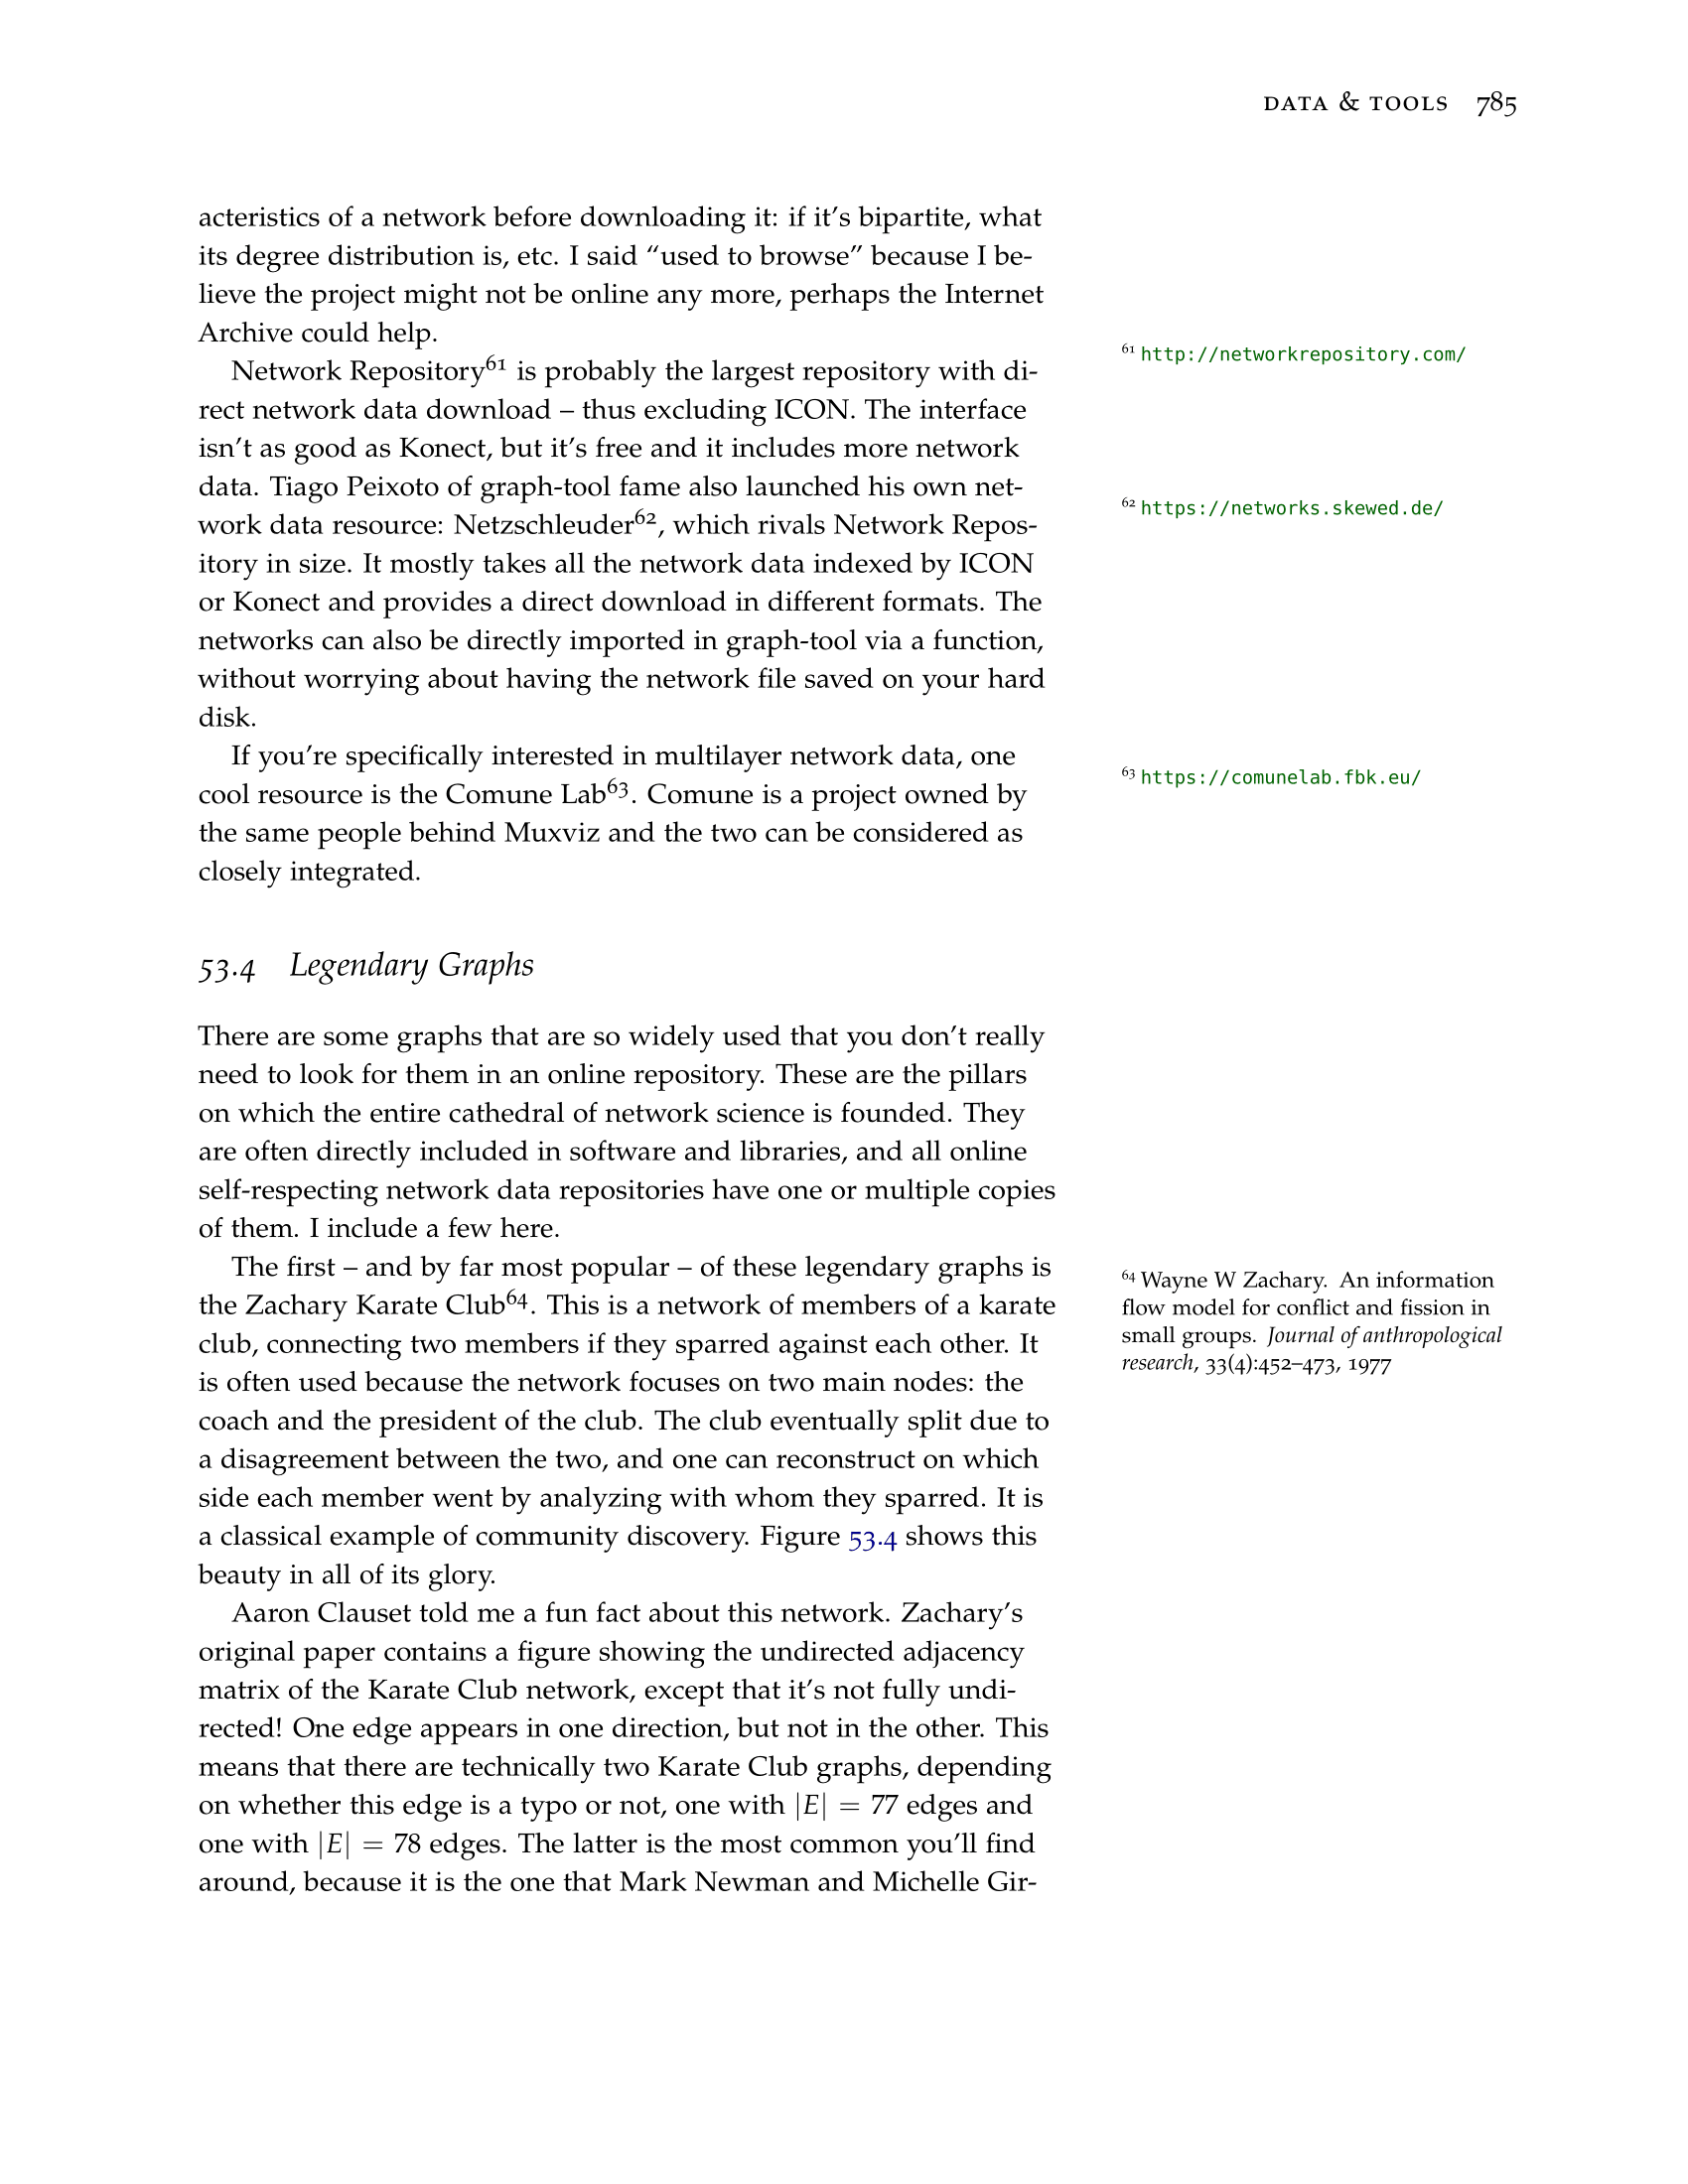 DATA & TOOLS 785
acteristics of a network before downloading it: if it's bipartite, what
its degree distribution is, etc. I said “used to browse” because I be-
lieve the project might not be online any more, perhaps the Internet
Archive could help.
Network Repository61 is probably the largest repository with di-
rect network data download – thus excluding ICON. The interface
isn't as good as Konect, but it's free and it includes more network
data. Tiago Peixoto of graph-tool fame also launched his own net-
work data resource: Netzschleuder62, which rivals Network Repos-
itory in size. It mostly takes all the network data indexed by ICON
or Konect and provides a direct download in different formats. The
networks can also be directly imported in graph-tool via a function,
without worrying about having the network file saved on your hard
disk.
If you're specifically interested in multilayer network data, one
cool resource is the Comune Lab63. Comune is a project owned by
the same people behind Muxviz and the two can be considered as
closely integrated.
61 http://networkrepository.com/
62 https://networks.skewed.de/
63 https://comunelab.fbk.eu/
53.4 Legendary Graphs
There are some graphs that are so widely used that you don't really
need to look for them in an online repository. These are the pillars
on which the entire cathedral of network science is founded. They
are often directly included in software and libraries, and all online
self-respecting network data repositories have one or multiple copies
of them. I include a few here.
The first – and by far most popular – of these legendary graphs is
the Zachary Karate Club64. This is a network of members of a karate
club, connecting two members if they sparred against each other. It
is often used because the network focuses on two main nodes: the
coach and the president of the club. The club eventually split due to
a disagreement between the two, and one can reconstruct on which
side each member went by analyzing with whom they sparred. It is
a classical example of community discovery. Figure 53.4 shows this
beauty in all of its glory.
Aaron Clauset told me a fun fact about this network. Zachary's
original paper contains a figure showing the undirected adjacency
matrix of the Karate Club network, except that it's not fully undi-
rected! One edge appears in one direction, but not in the other. This
means that there are technically two Karate Club graphs, depending
on whether this edge is a typo or not, one with |E| = 77 edges and
one with |E| = 78 edges. The latter is the most common you'll find
around, because it is the one that Mark Newman and Michelle Gir-
64 Wayne W Zachary. An information
flow model for conflict and fission in
small groups. Journal of anthropological
research, 33(4):452–473, 1977